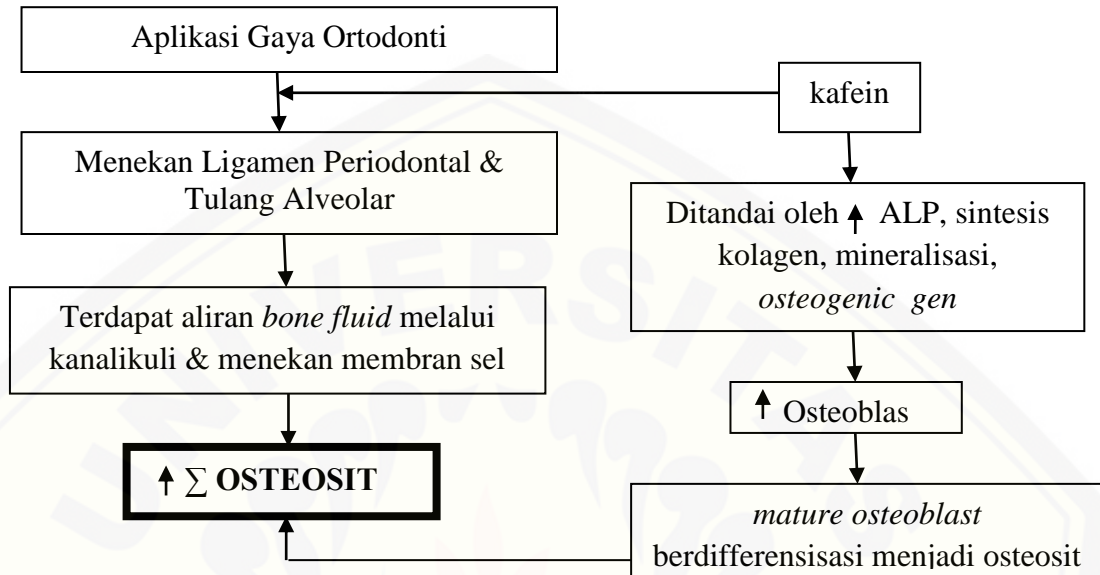 Aplikasi Gaya Ortodonti
kafein
Menekan Ligamen Periodontal &
Tulang Alveolar
Ditandai oleh ↑ ALP, sintesis
kolagen, mineralisasi,
osteogenic gen
Terdapat aliran bone fluid melalui
kanalikuli & menekan membran sel
↑ Osteoblas
↑ ∑ OSTEOSIT
mature osteoblast
berdifferensisasi menjadi osteosit
UNIVERSITAS